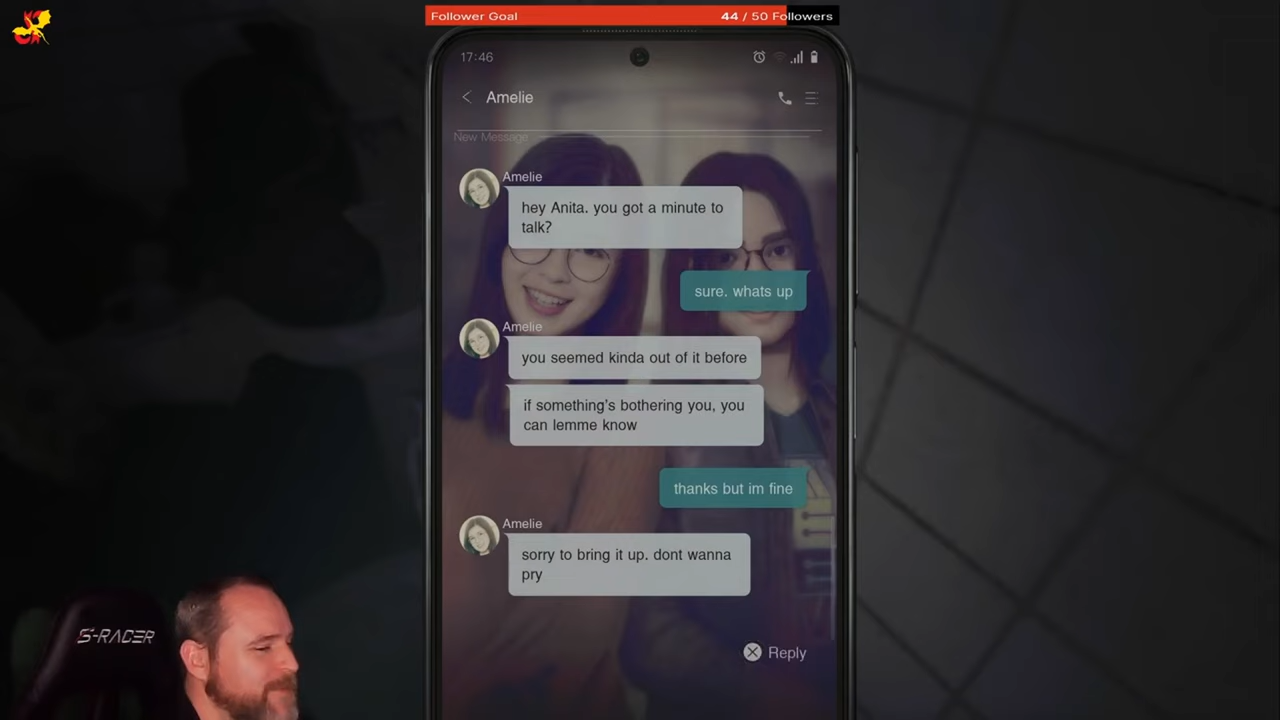 Follower Goal
44 / 50 Followers
17:46
Amelie
New Message
Amelie
hey Anita. you got a minute to
talk?
sure. whats up
Amelie
you seemed kinda out of it before
if something's bothering you, you
can lemme know
thanks but im fine
Amelie
sorry to bring it up. dont wanna
pry
Reply
S-RACER